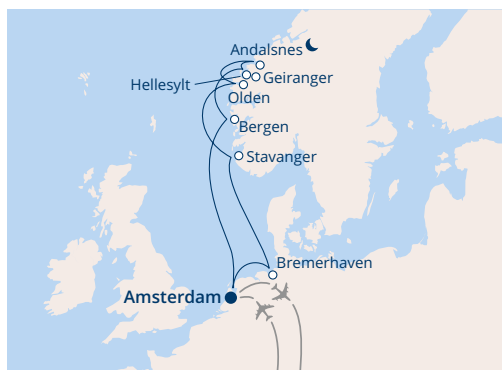 Andalsnes
Hellesylt
Geiranger
Olden
Bergen
Stavanger
Bremerhaven
Amsterdam